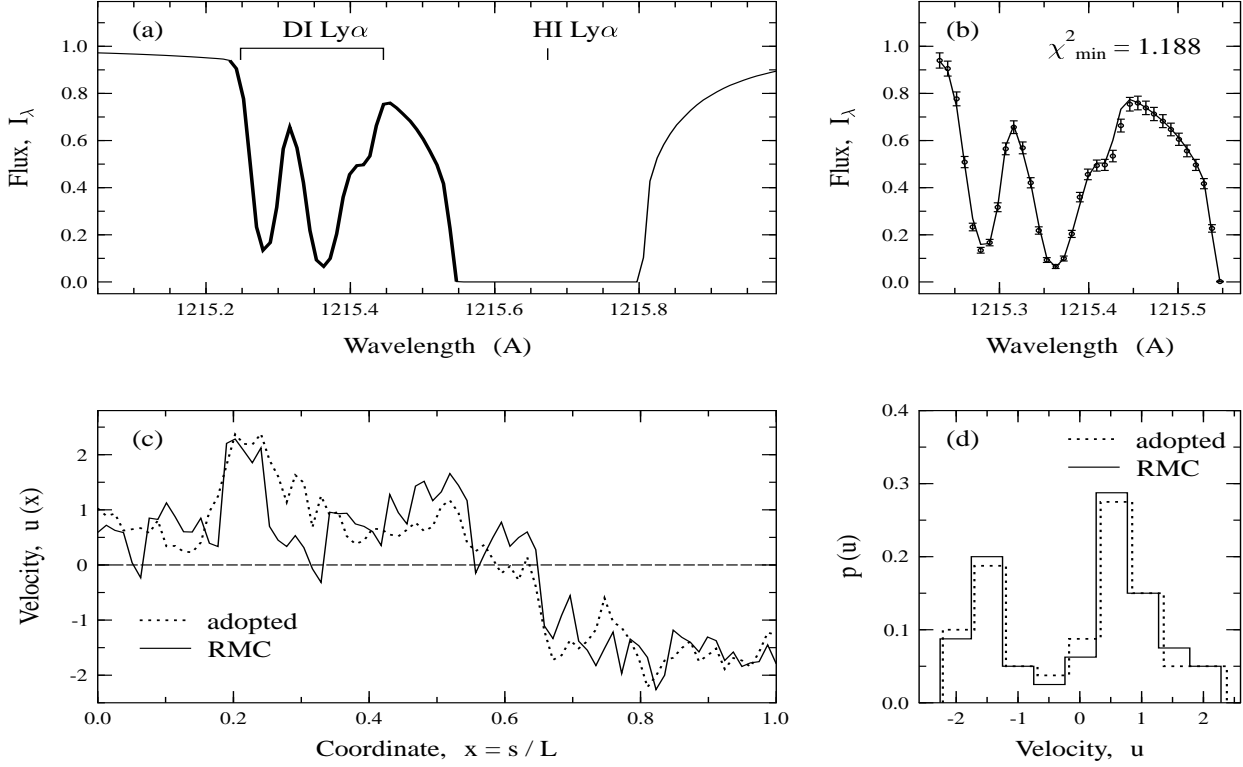 (a)
DI Lyα
HI Lyα
1.0
0.8
0.6
0.4
0.2
0.0
Flux, I_λ
1215.2
1215.4
1215.6
1215.8
Wavelength (A)
(b)
χ²_min = 1.188
1.0
0.8
0.6
0.4
0.2
0.0
Flux, I_λ
1215.3
1215.4
1215.5
Wavelength (A)
(c)
2
1
0
-1
-2
Velocity, u (x)
adopted
RMC
0.0
0.2
0.4
0.6
0.8
1.0
Coordinate, x = s / L
(d)
adopted
RMC
0.4
0.3
0.2
0.1
0.0
p (u)
-2
-1
0
1
2
Velocity, u